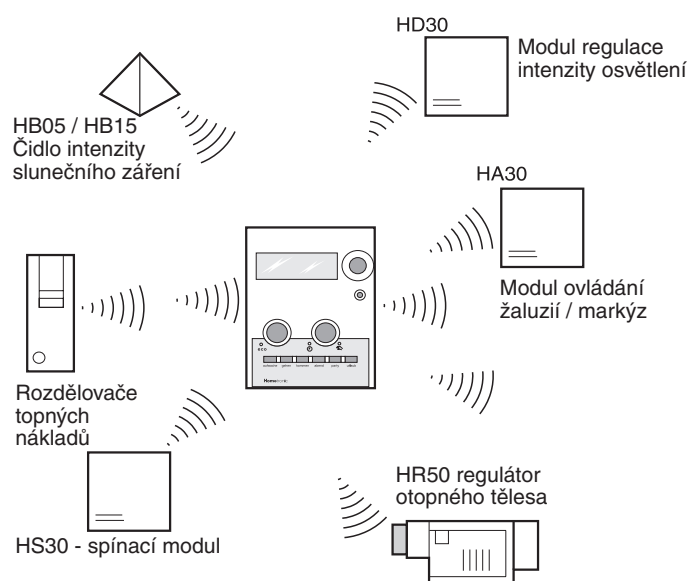 HD30
Modul regulace
intenzity osvětlení
HB05 / HB15
Čidlo intenzity
slunečního záření
HA30
Modul ovládání
žaluzií / markýz
Rozdělovače
topných
nákladů
Hometronic
HR50 regulátor
otopného tělesa
HS30 - spínací modul